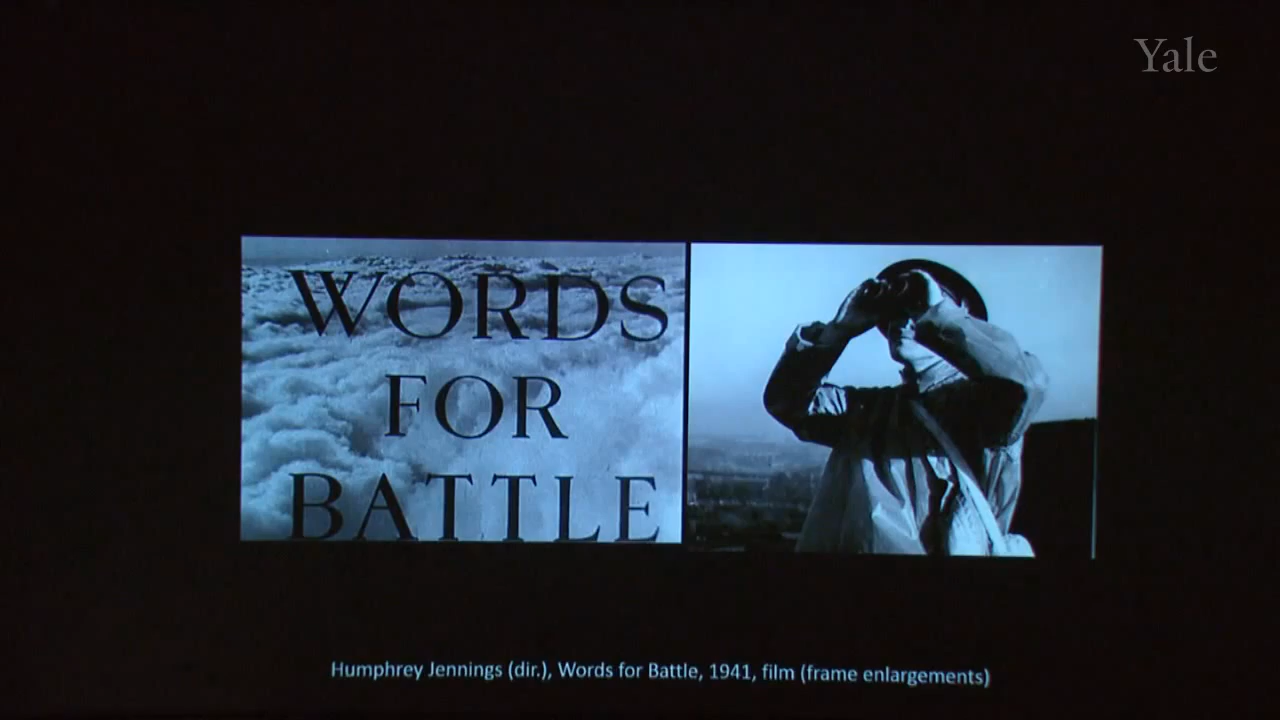 Yale
WORDS
FOR
BATTLE
Humphrey Jennings (dir.), Words for Battle, 1941, film (frame enlargements)